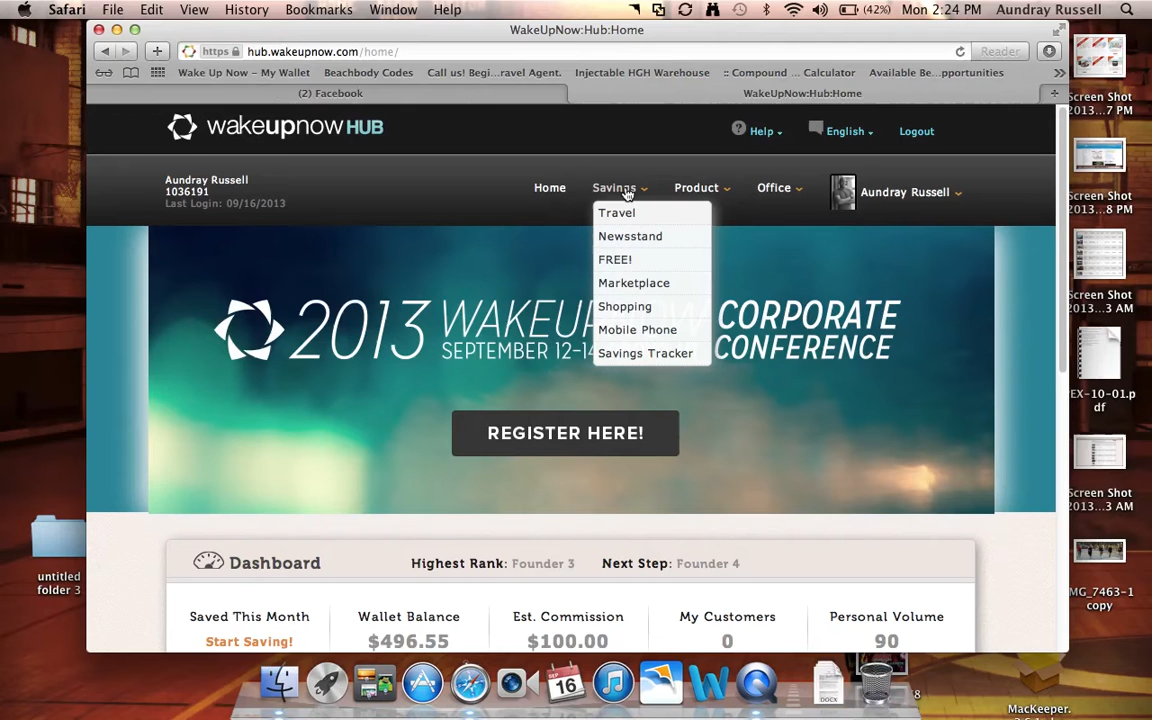 Safari File Edit View History Bookmarks Window Help (42%) Mon 2:24 PM Aundray Russell
WakeUpNow:Hub:Home
https hub.wakeupnow.com/home/ Reader
Wake Up Now – My Wallet Beachbody Codes Call us! Begi...ravel Agent. Injectable HGH Warehouse :: Compound ... Calculator Available Be...pportunities
(2) Facebook WakeUpNow:Hub:Home
wakeupnow HUB
Help English Logout
Aundray Russell
1036191
Last Login: 09/16/2013
Home Savings Product Office Aundray Russell
Travel
Newsstand
FREE!
Marketplace
Shopping
Mobile Phone
Savings Tracker
2013 WAKEU CORPORATE
SEPTEMBER 12-1 CONFERENCE
REGISTER HERE!
Dashboard Highest Rank: Founder 3 Next Step: Founder 4
Saved This Month Wallet Balance Est. Commission My Customers Personal Volume
Start Saving! $496.55 $100.00 0 90
Screen Shot
2013...7 PM
Screen Shot
2013...8 PM
Screen Shot
2013...3 AM
EX-10-01.p
df
Screen Shot
2013...3 AM
MG_7463-1
copy
untitled
folder 3
SEP
16
DOCX
MacKeeper.